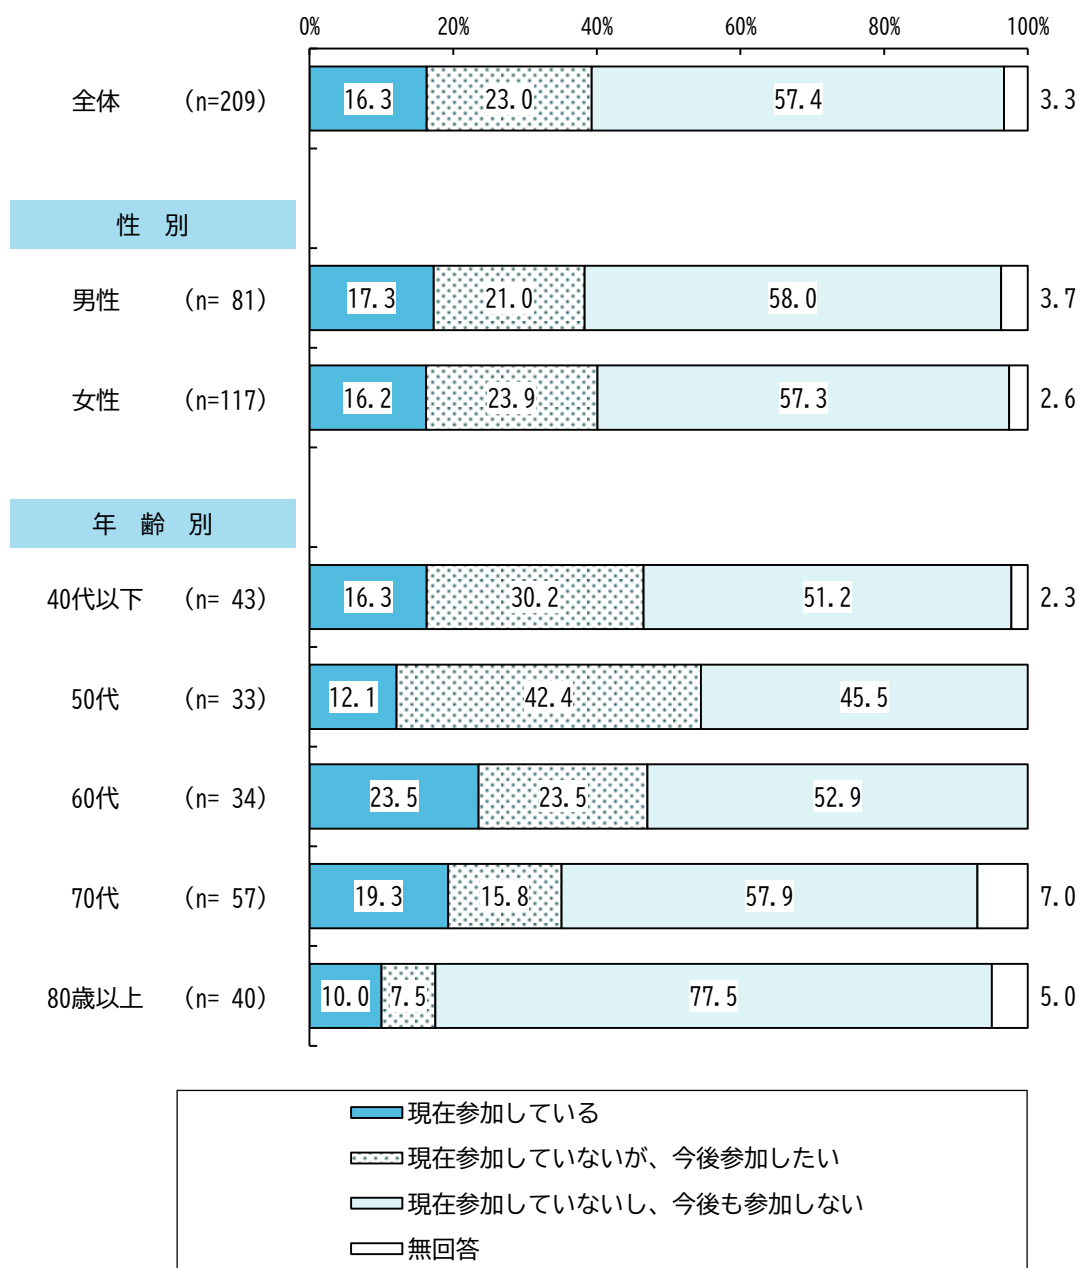 0% 20% 40% 60% 80% 100%
全体 (n=209) 16.3 23.0 57.4 3.3
性 別
男性 (n= 81) 17.3 21.0 58.0 3.7
女性 (n=117) 16.2 23.9 57.3 2.6
年 齢 別
40代以下 (n= 43) 16.3 30.2 51.2 2.3
50代 (n= 33) 12.1 42.4 45.5
60代 (n= 34) 23.5 23.5 52.9
70代 (n= 57) 19.3 15.8 57.9 7.0
80歳以上 (n= 40) 10.0 7.5 77.5 5.0
現在参加している
現在参加していないが、今後参加したい
現在参加していないし、今後も参加しない
無回答